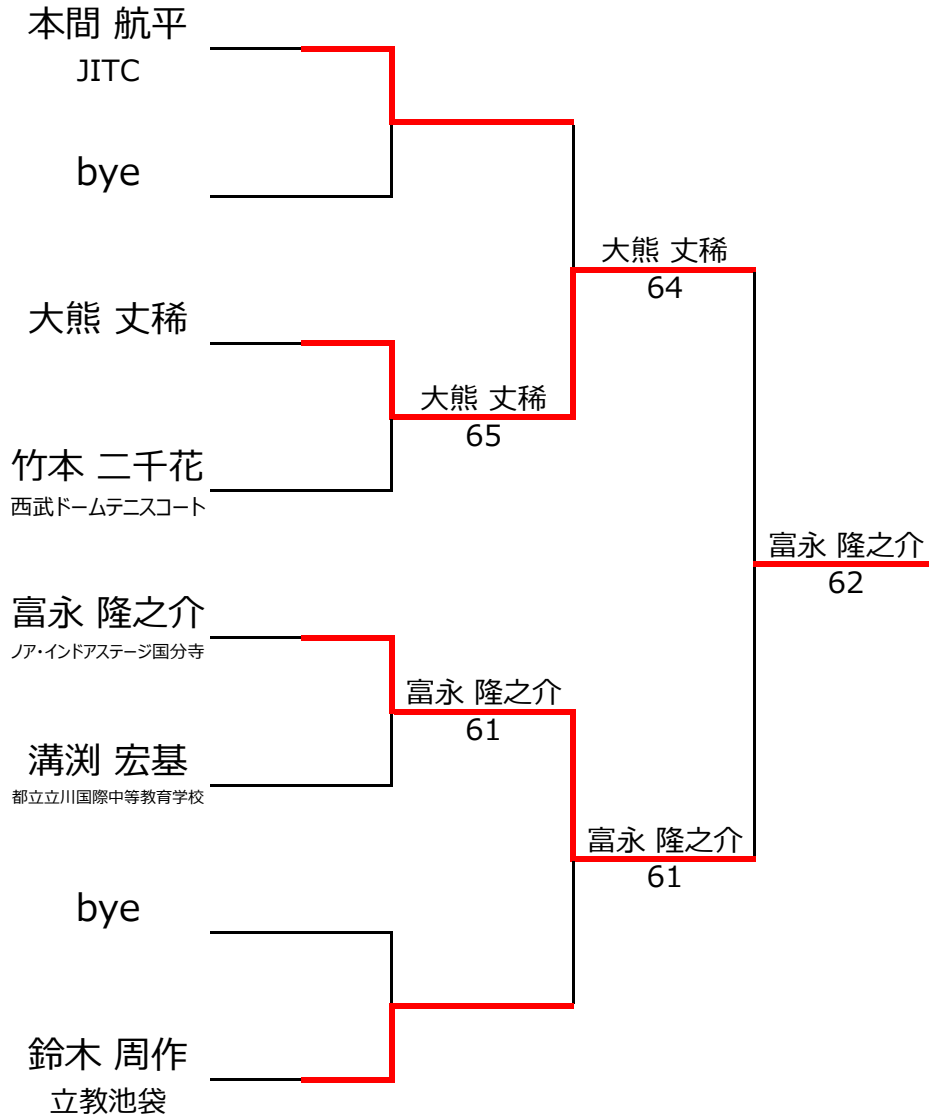 本間 航平
JITC
bye
大熊 丈稀
64
大熊 丈稀
大熊 丈稀
65
竹本 二千花
西武ドームテニスコート
富永 隆之介
62
富永 隆之介
ノア・インドアステージ国分寺
富永 隆之介
61
溝渕 宏基
都立立川国際中等教育学校
富永 隆之介
61
bye
鈴木 周作
立教池袋